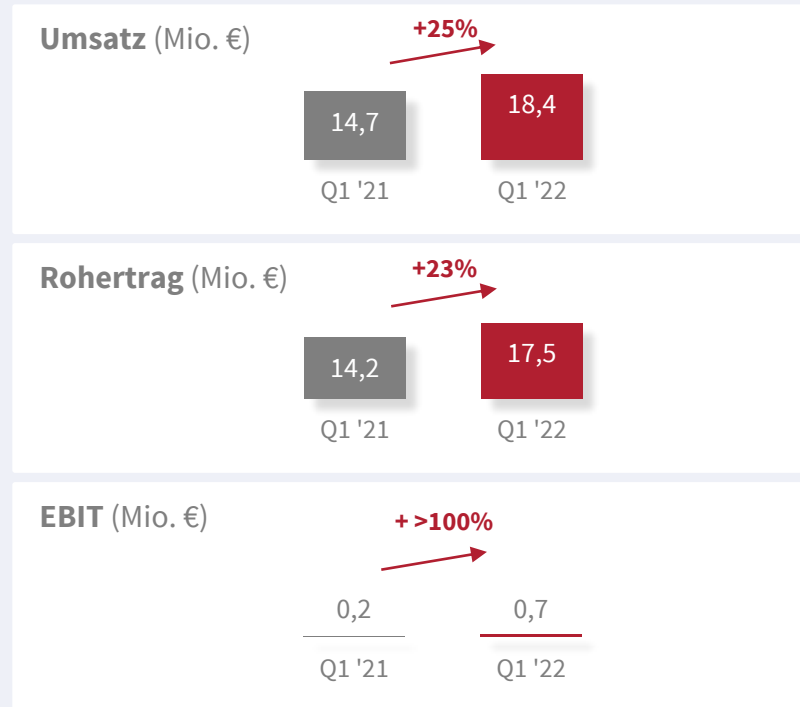 Umsatz (Mio. €)
+25%
14,7
18,4
Q1 '21
Q1 '22
Rohertrag (Mio. €)
+23%
14,2
17,5
Q1 '21
Q1 '22
EBIT (Mio. €)
+ >100%
0,2
0,7
Q1 '21
Q1 '22